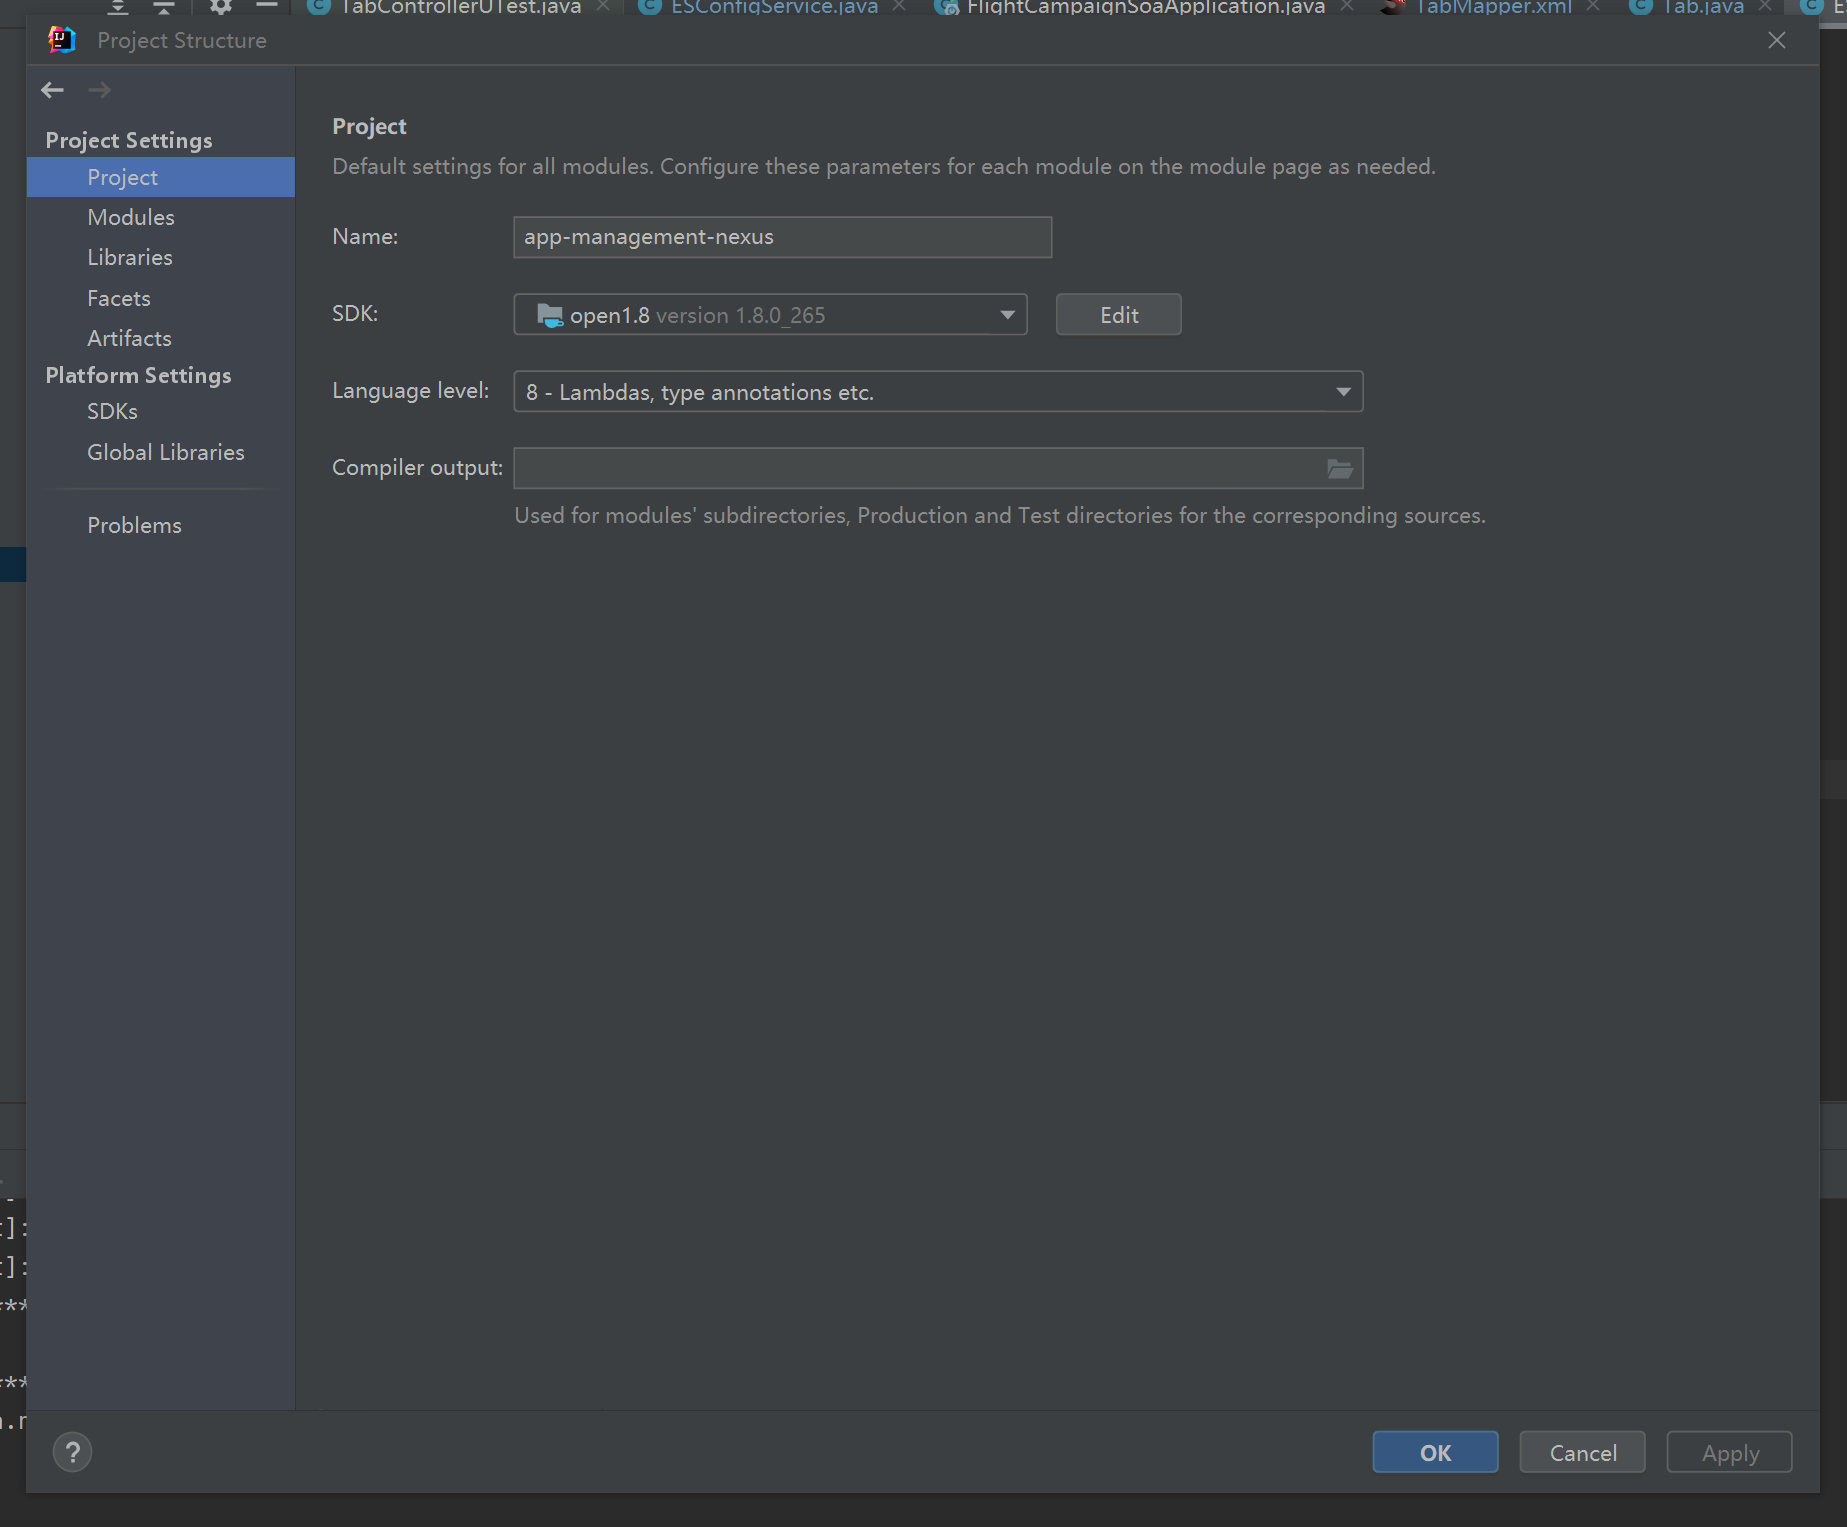 TabControllerUTest.java ESConfigService.java FlightCampaignSoaApplication.java TabMapper.xml Tab.java
Project Structure
Project Settings
Project
Modules
Libraries
Facets
Artifacts
Platform Settings
SDKs
Global Libraries
Problems
Project
Default settings for all modules. Configure these parameters for each module on the module page as needed.
Name: app-management-nexus
SDK: open1.8 version 1.8.0_265 Edit
Language level: 8 - Lambdas, type annotations etc.
Compiler output:
Used for modules' subdirectories, Production and Test directories for the corresponding sources.
]:
]:
**
**
? OK Cancel Apply